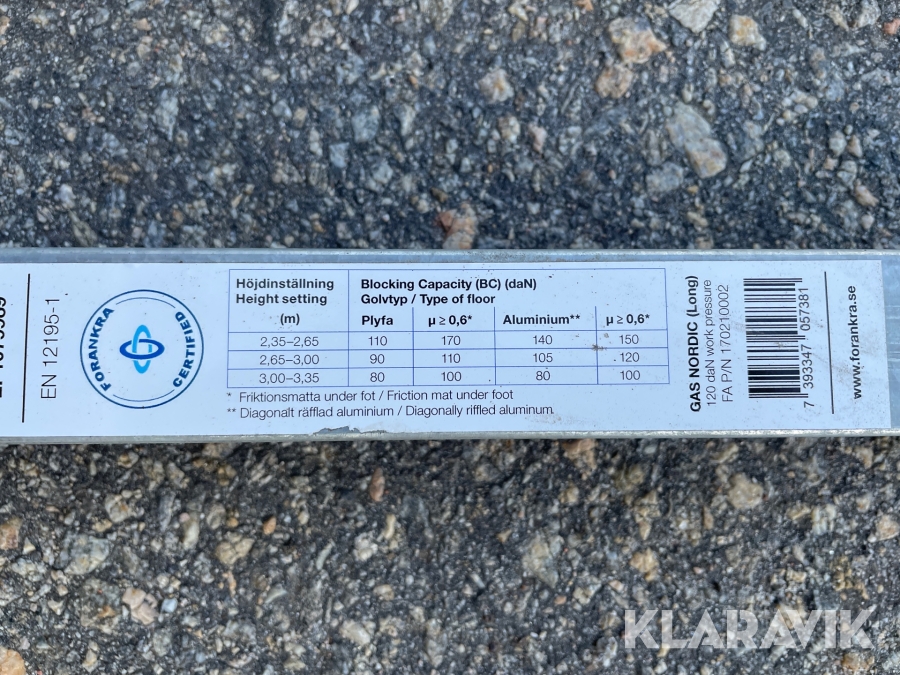 EN 12195-1
FORANKRA
CERTIFIED
Höjdinställning
Height setting
(m)
Blocking Capacity (BC) (daN)
Golvtyp / Type of floor
Plyfa µ ≥ 0,6* Aluminium** µ ≥ 0,6*
2,35–2,65 110 170 140 150
2,65–3,00 90 110 105 120
3,00–3,35 80 100 80 100
* Friktionsmatta under fot / Friction mat under foot
** Diagonalt räfflad aluminium / Diagonally riffled aluminum
GAS NORDIC (Long)
120 daN work pressure
FA P/N 170210002
7 393347 057381
www.forankra.se
KLARAVIK